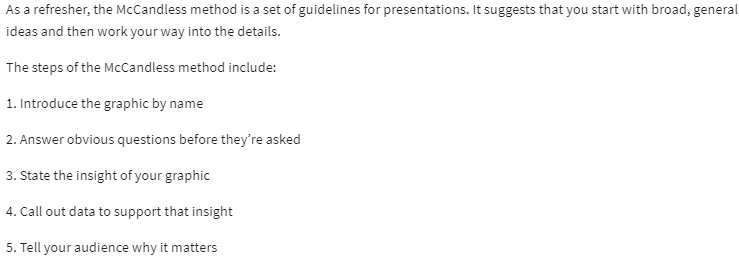 As a refresher, the McCandless method is a set of guidelines for presentations. It suggests that you start with broad, general
ideas and then work your way into the details.
The steps of the McCandless method include:
1. Introduce the graphic by name
2. Answer obvious questions before they’re asked
3. State the insight of your graphic
4. Call out data to support that insight
5. Tell your audience why it matters